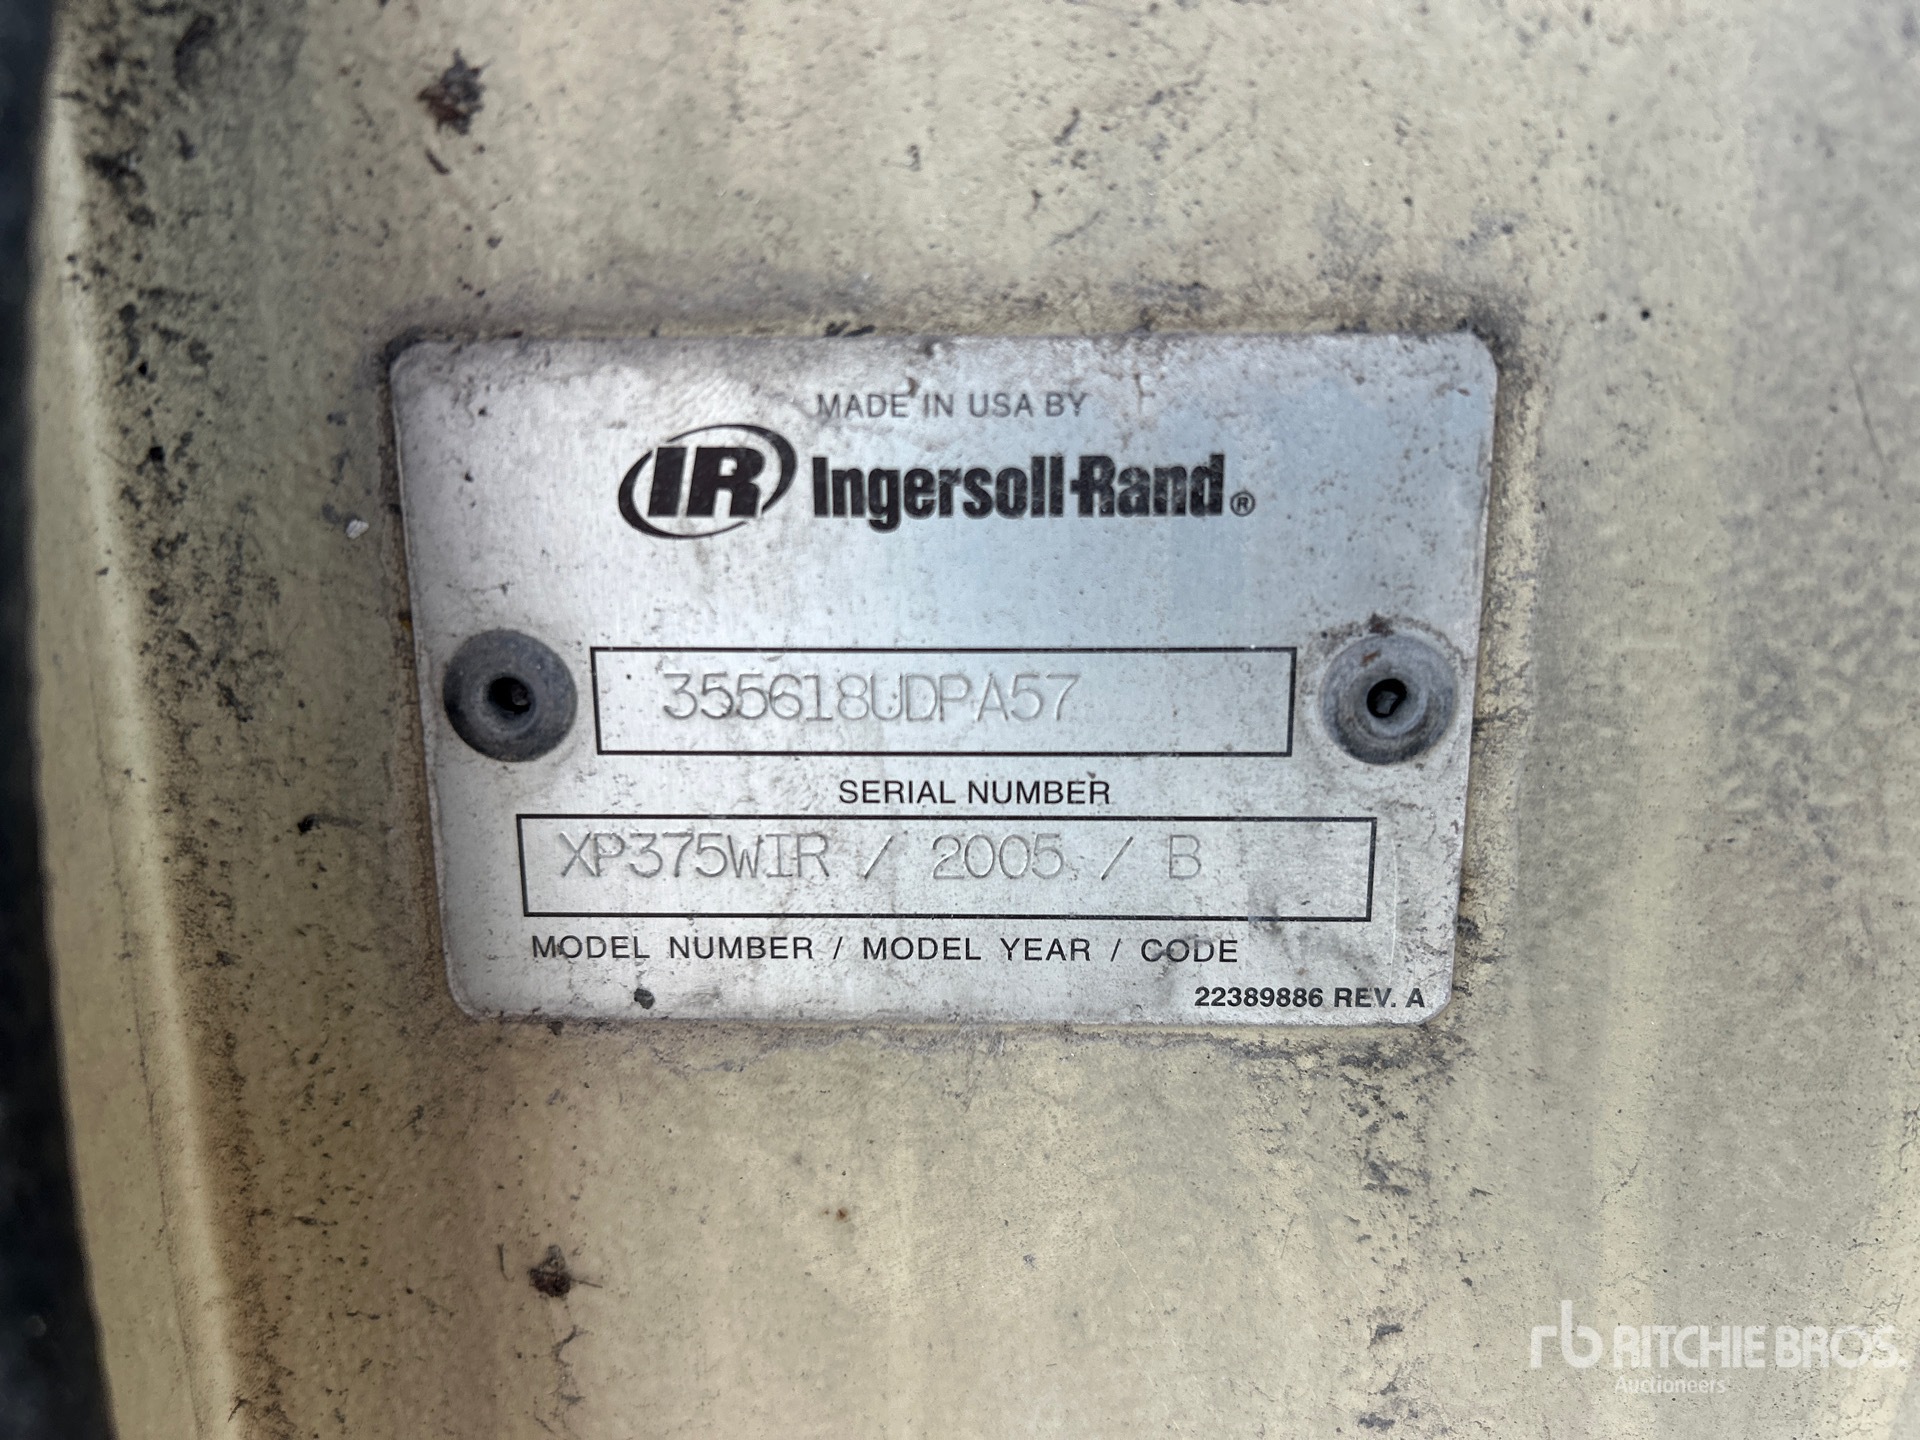 MADE IN USA BY
IR Ingersoll-Rand®
355618UDPA57
SERIAL NUMBER
XP375WIR / 2005 / B
MODEL NUMBER / MODEL YEAR / CODE
22389886 REV. A
rb RITCHIE BROS.
Auctioneers